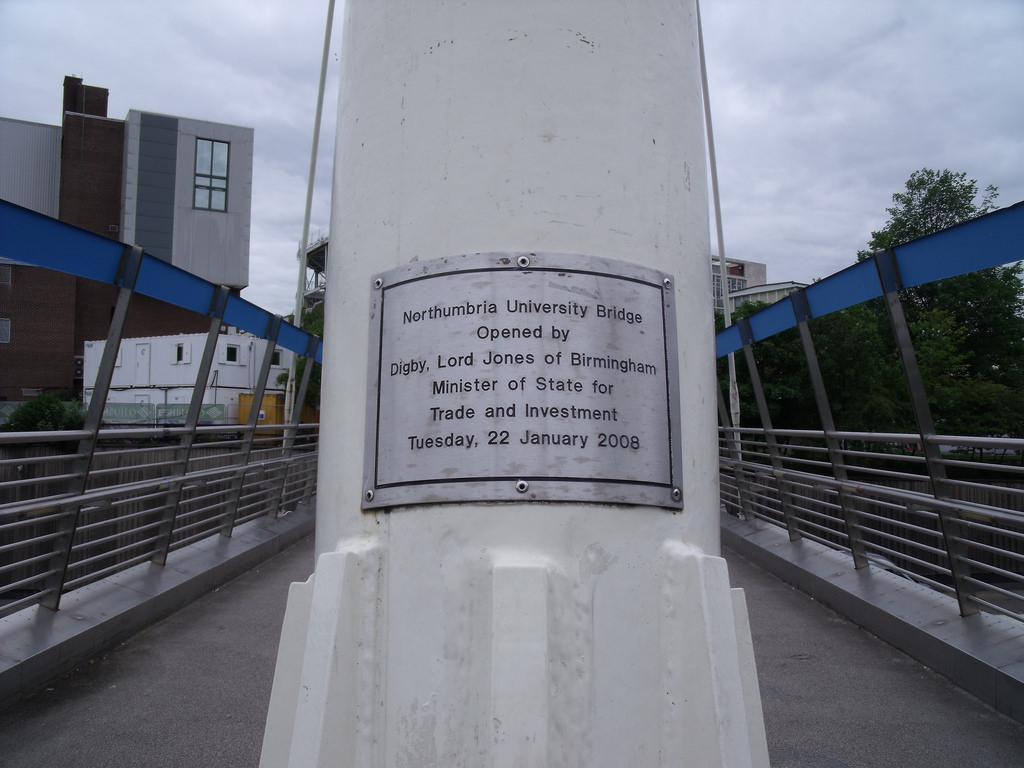 Northumbria University Bridge
Opened by
Digby, Lord Jones of Birmingham
Minister of State for
Trade and Investment
Tuesday, 22 January 2008